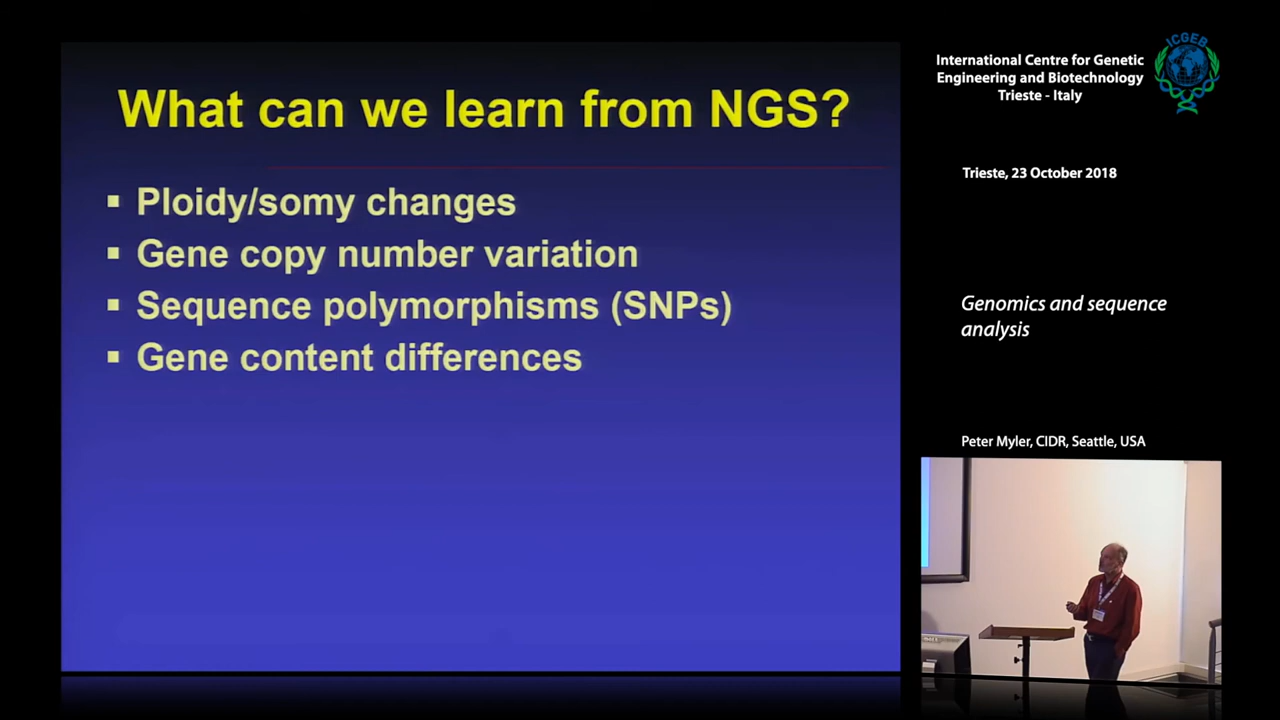 What can we learn from NGS?
▪ Ploidy/somy changes
▪ Gene copy number variation
▪ Sequence polymorphisms (SNPs)
▪ Gene content differences
International Centre for Genetic
Engineering and Biotechnology
Trieste - Italy
ICGEB
Trieste, 23 October 2018
Genomics and sequence
analysis
Peter Myler, CIDR, Seattle, USA